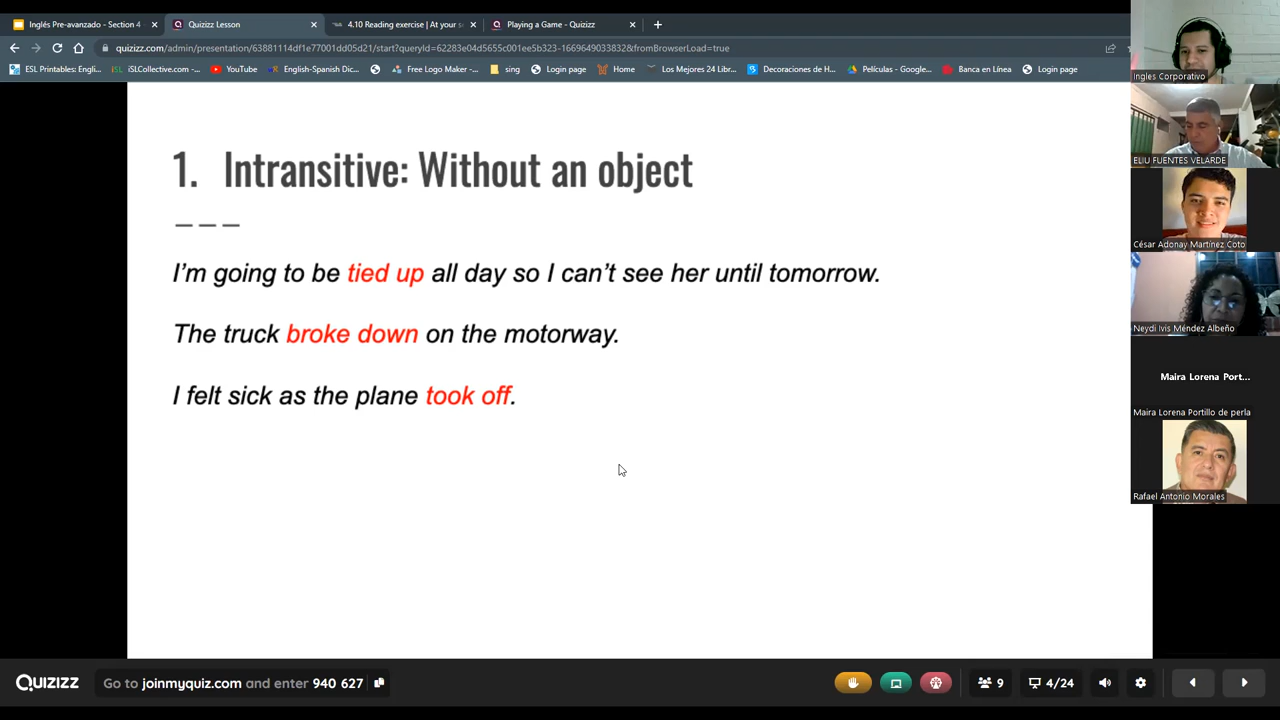 Inglés Pre-avanzado - Section 4
Quizizz Lesson
4.10 Reading exercise | At your s
Playing a Game - Quizizz
quizizz.com/admin/presentation/63881114df1e77001dd05d21/start?queryId=62283e04d5655c001ee5b323-1669649033832&fromBrowserLoad=true
ESL Printables: Engli...
iSLCollective.com -...
YouTube
English-Spanish Dic...
Free Logo Maker -...
sing
Login page
Home
Los Mejores 24 Libr...
Decoraciones de H...
Películas - Google...
Banca en Línea
Login page
1. Intransitive: Without an object
I'm going to be tied up all day so I can't see her until tomorrow.
The truck broke down on the motorway.
I felt sick as the plane took off.
Ingles Corporativo
ELIU FUENTES VELARDE
César Adonay Martínez Coto
Neydi Ivis Méndez Albeño
Maira Lorena Port...
Maira Lorena Portillo de perla
Rafael Antonio Morales
Quizizz
Go to joinmyquiz.com and enter 940 627
9
4/24